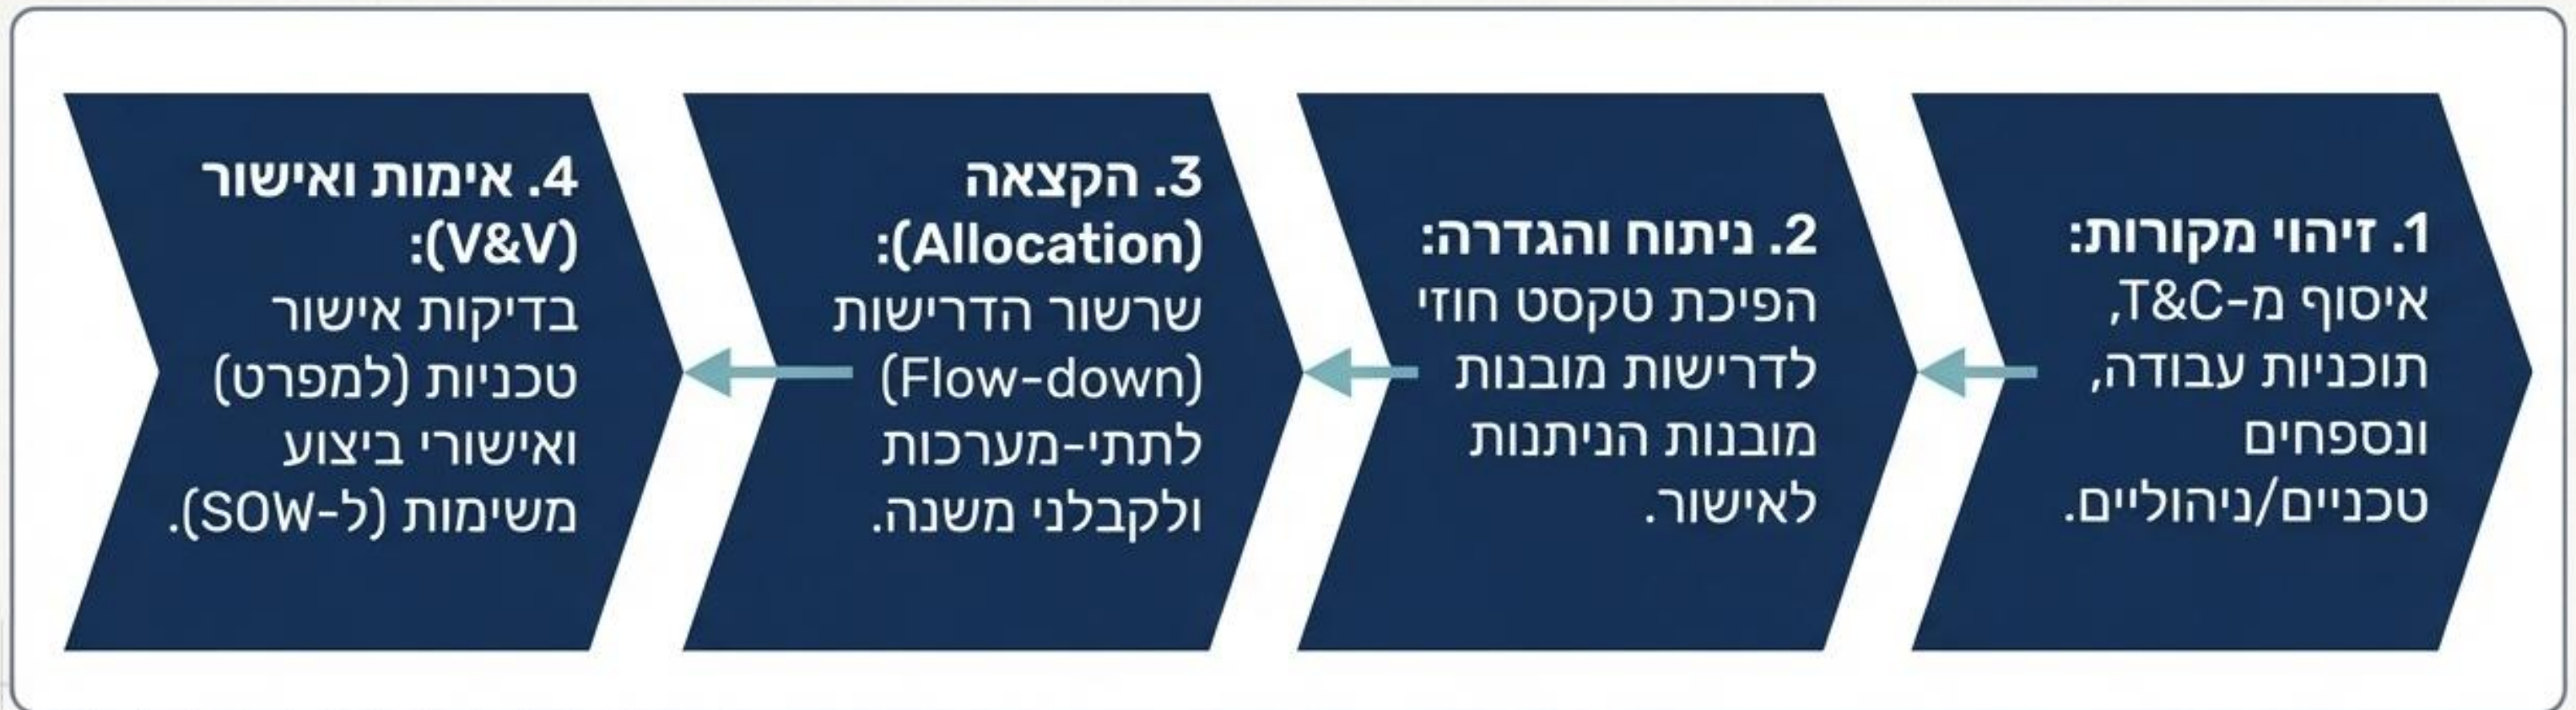 1. זיהוי מקורות:
איסוף מ-T&C,
תוכניות עבודה,
ונספחים
טכניים/ניהוליים.
2. ניתוח והגדרה:
הפיכת טקסט חוזי
לדרישות מובנות
מובנות הניתנות
לאישור.
3. הקצאה
(Allocation):
שרשור הדרישות
(Flow-down)
לתתי-מערכות
ולקבלני משנה.
4. אימות ואישור
(V&V):
בדיקות אישור
טכניות (למפרט)
ואישורי ביצוע
משימות (ל-SOW).